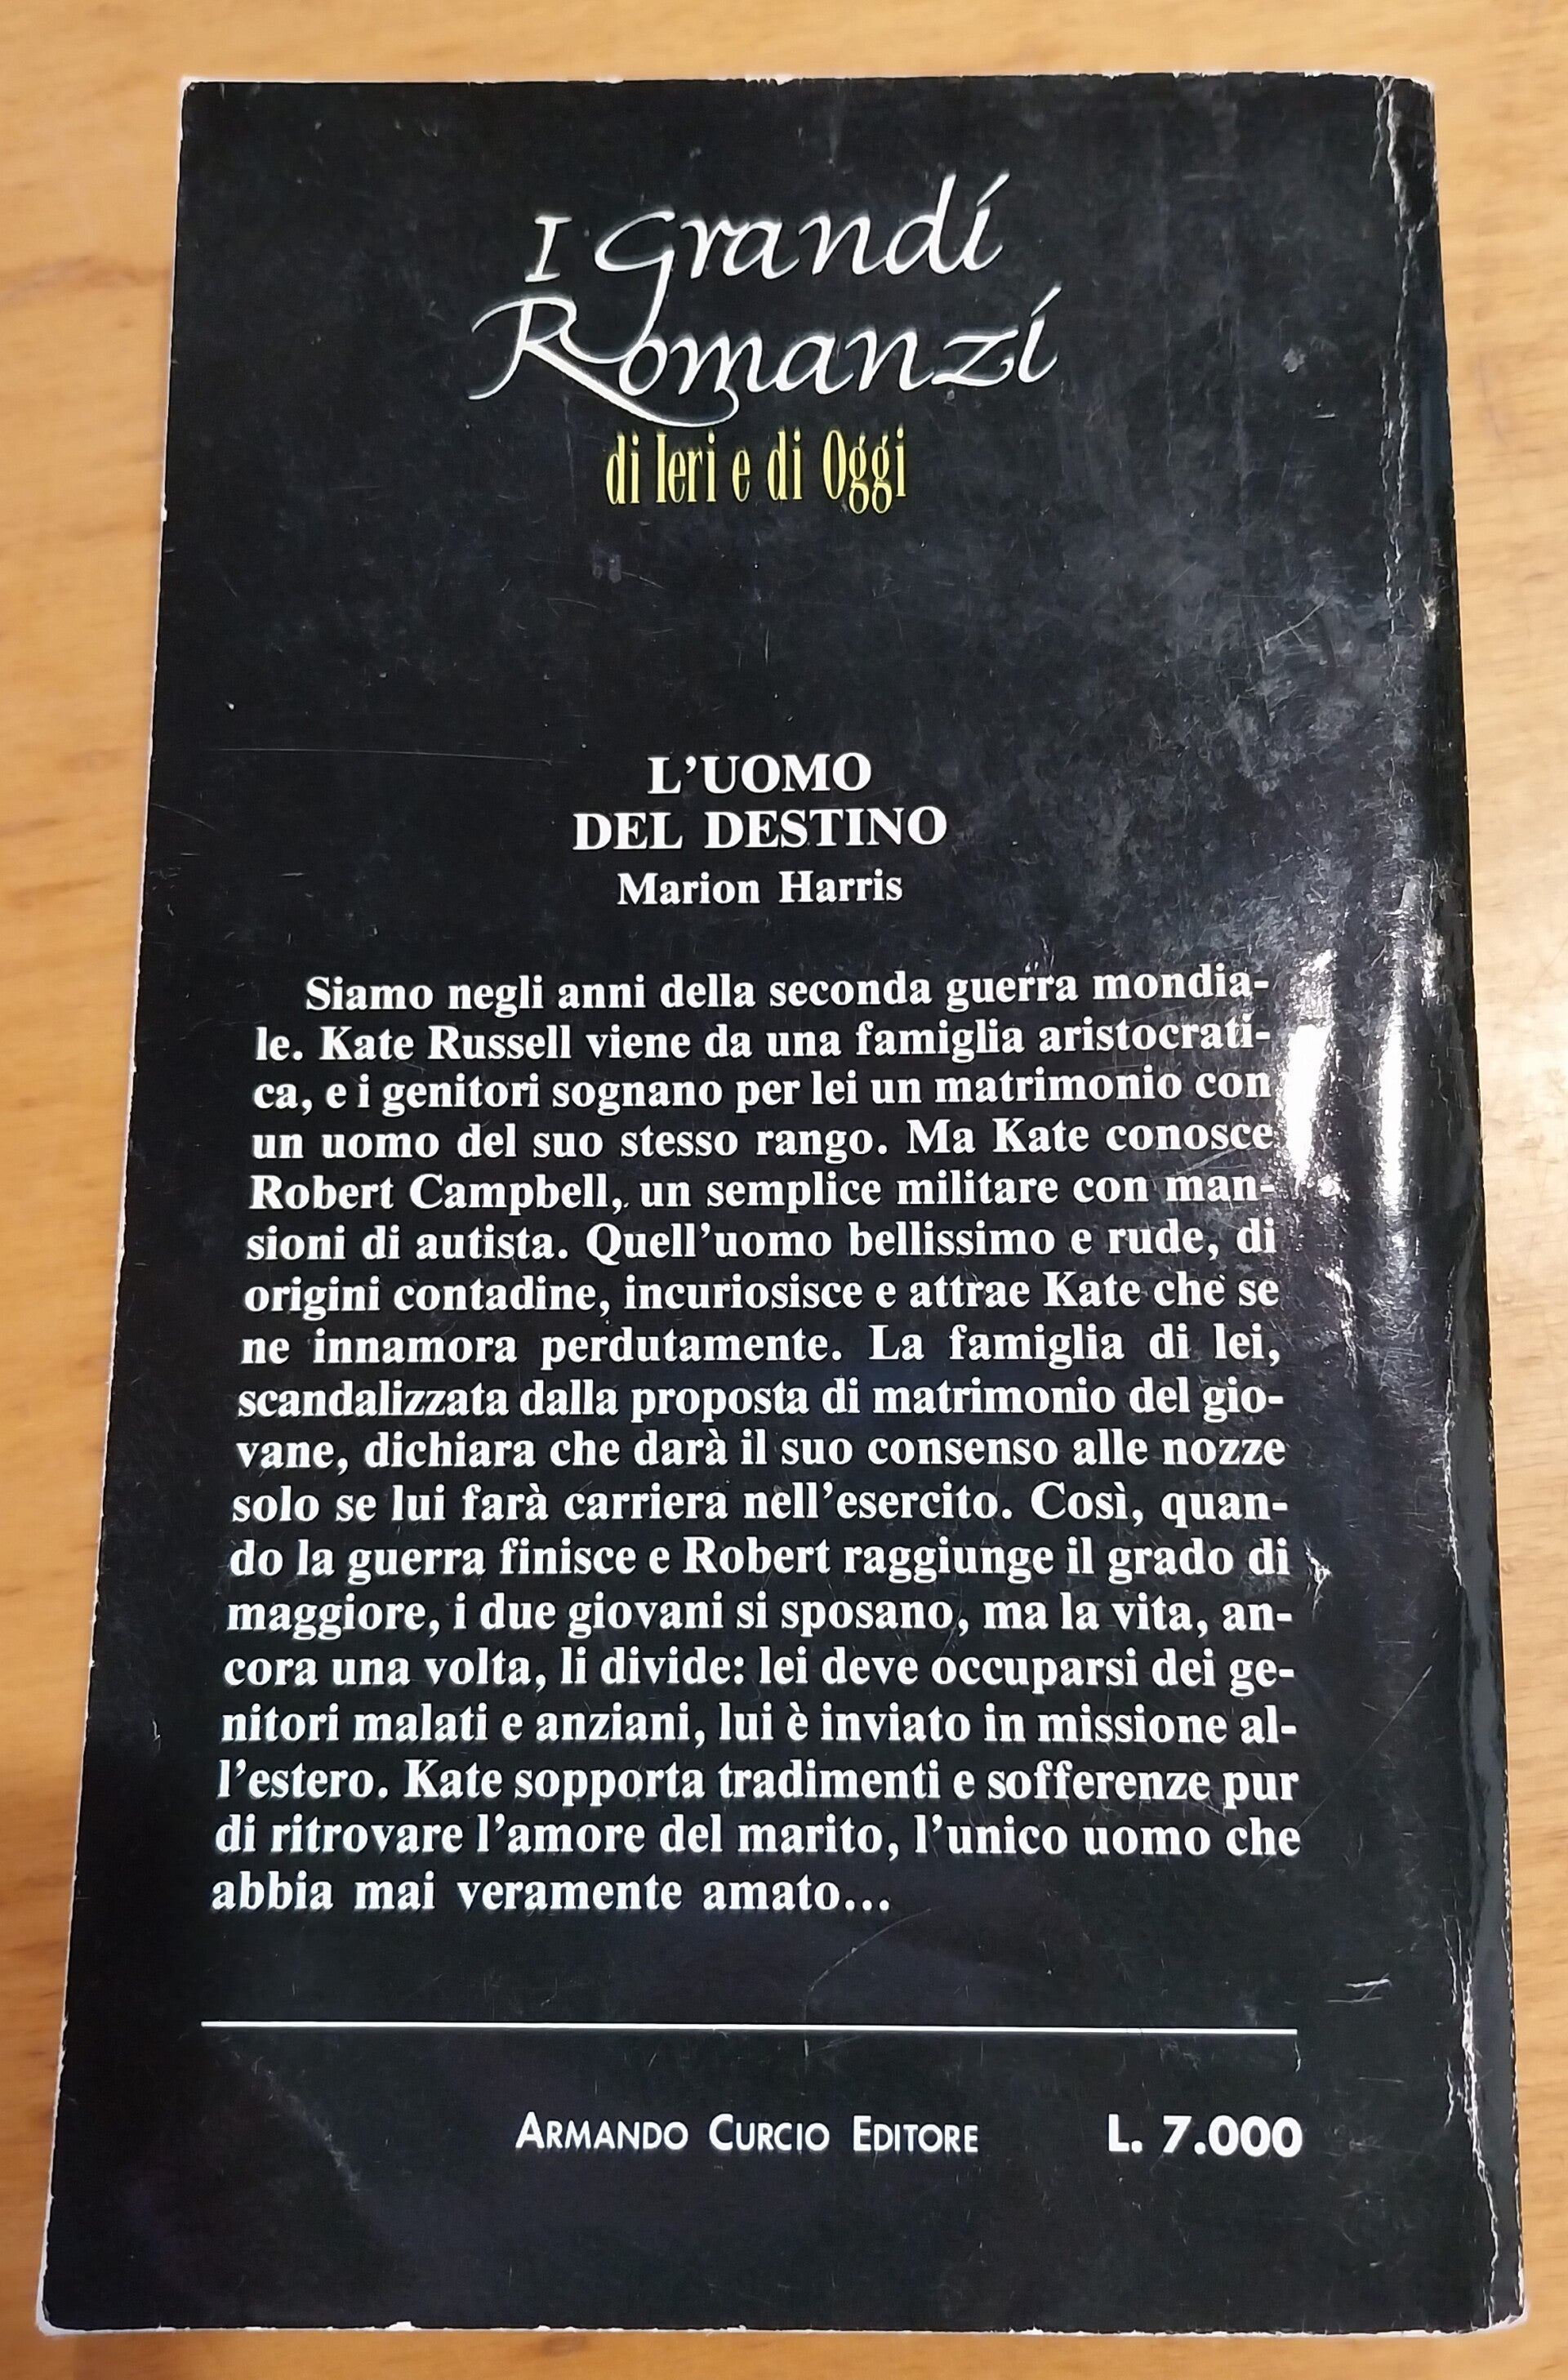 I Grandi
Romanzi
di Ieri e di Oggi
L'UOMO
DEL DESTINO
Marion Harris
Siamo negli anni della seconda guerra mondia-
le. Kate Russell viene da una famiglia aristocrati-
ca, e i genitori sognano per lei un matrimonio con
un uomo del suo stesso rango. Ma Kate conosce
Robert Campbell, un semplice militare con man-
sioni di autista. Quell'uomo bellissimo e rude, di
origini contadine, incuriosisce e attrae Kate che se
ne innamora perdutamente. La famiglia di lei,
scandalizzata dalla proposta di matrimonio del gio-
vane, dichiara che darà il suo consenso alle nozze
solo se lui farà carriera nell'esercito. Così, quan-
do la guerra finisce e Robert raggiunge il grado di
maggiore, i due giovani si sposano, ma la vita, an-
cora una volta, li divide: lei deve occuparsi dei ge-
nitori malati e anziani, lui è inviato in missione al-
l'estero. Kate sopporta tradimenti e sofferenze pur
di ritrovare l'amore del marito, l'unico uomo che
abbia mai veramente amato...
ARMANDO CURCIO EDITORE L. 7.000